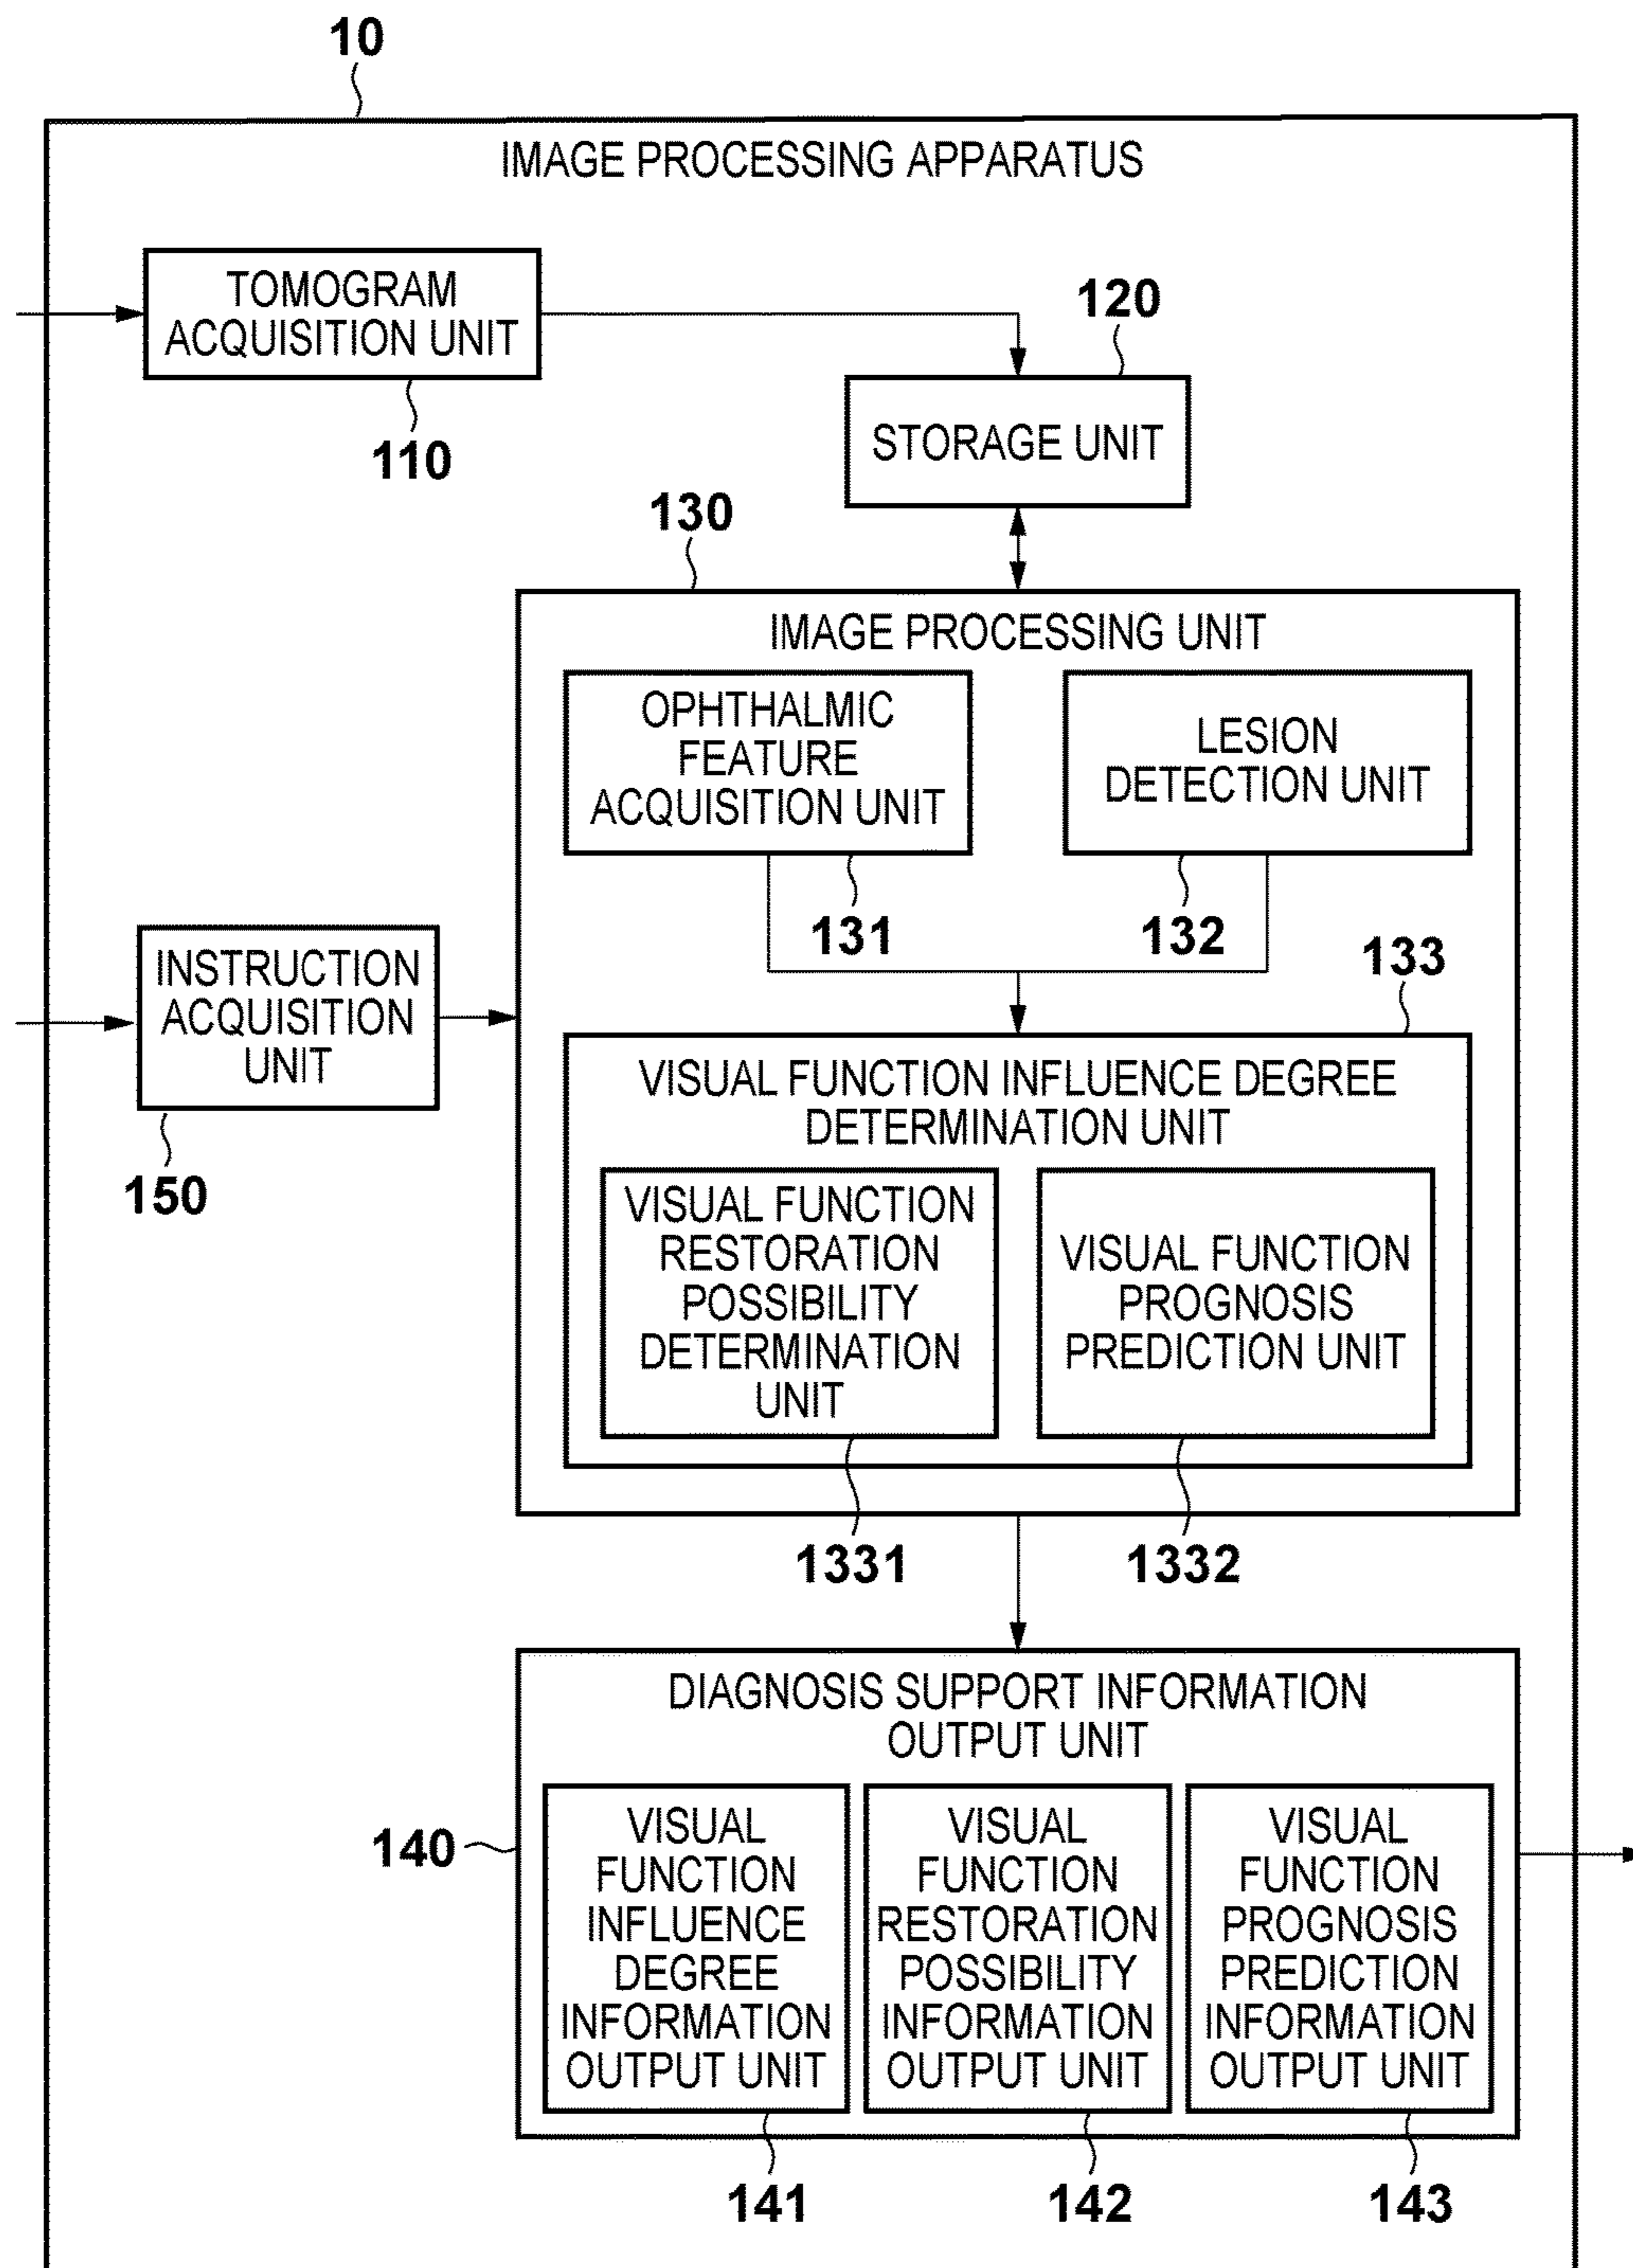 10
IMAGE PROCESSING APPARATUS
TOMOGRAM
ACQUISITION UNIT
110
120
STORAGE UNIT
130
IMAGE PROCESSING UNIT
OPHTHALMIC
FEATURE
ACQUISITION UNIT
131
LESION
DETECTION UNIT
132
133
INSTRUCTION
ACQUISITION
UNIT
150
VISUAL FUNCTION INFLUENCE DEGREE
DETERMINATION UNIT
VISUAL FUNCTION
RESTORATION
POSSIBILITY
DETERMINATION
UNIT
1331
VISUAL FUNCTION
PROGNOSIS
PREDICTION UNIT
1332
DIAGNOSIS SUPPORT INFORMATION
OUTPUT UNIT
140
VISUAL
FUNCTION
INFLUENCE
DEGREE
INFORMATION
OUTPUT UNIT
141
VISUAL
FUNCTION
RESTORATION
POSSIBILITY
INFORMATION
OUTPUT UNIT
142
VISUAL
FUNCTION
PROGNOSIS
PREDICTION
INFORMATION
OUTPUT UNIT
143